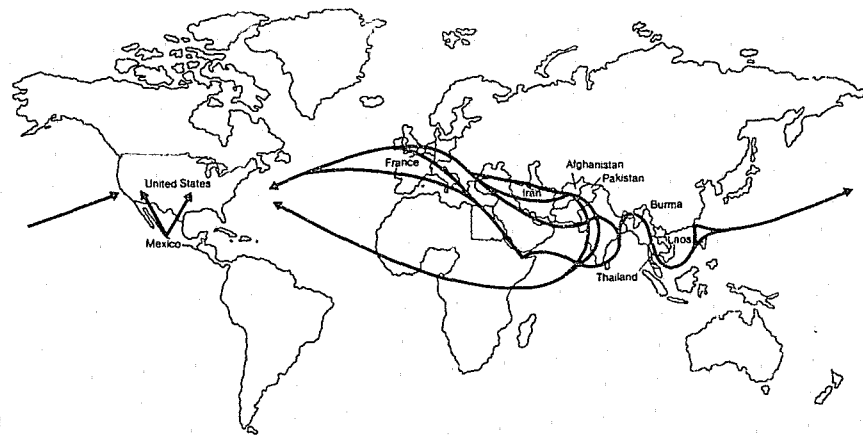 France
Afghanistan
Pakistan
Iran
United States
Burma
Mexico
Laos
Thailand